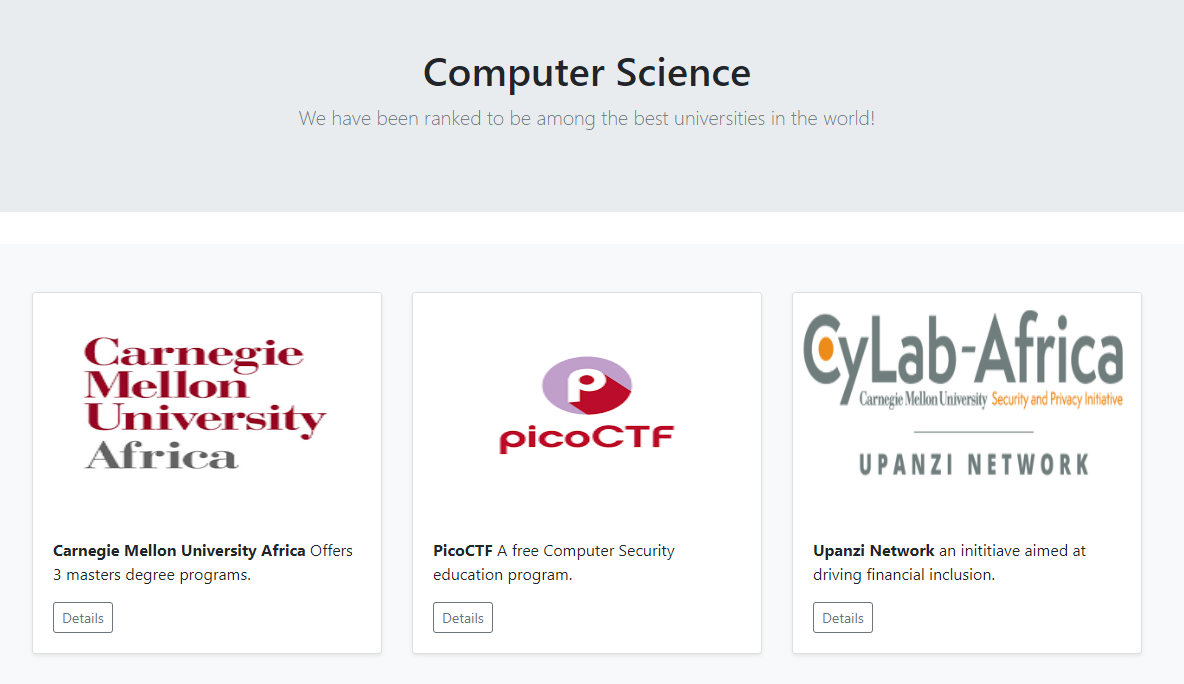 Computer Science
We have been ranked to be among the best universities in the world!
Carnegie
Mellon
University
Africa
Carnegie Mellon University Africa Offers
3 masters degree programs.
Details
P
picoCTF
PicoCTF A free Computer Security
education program.
Details
CyLab-Africa
Carnegie Mellon University Security and Privacy Initiative
UPANZI NETWORK
Upanzi Network an inititiave aimed at
driving financial inclusion.
Details